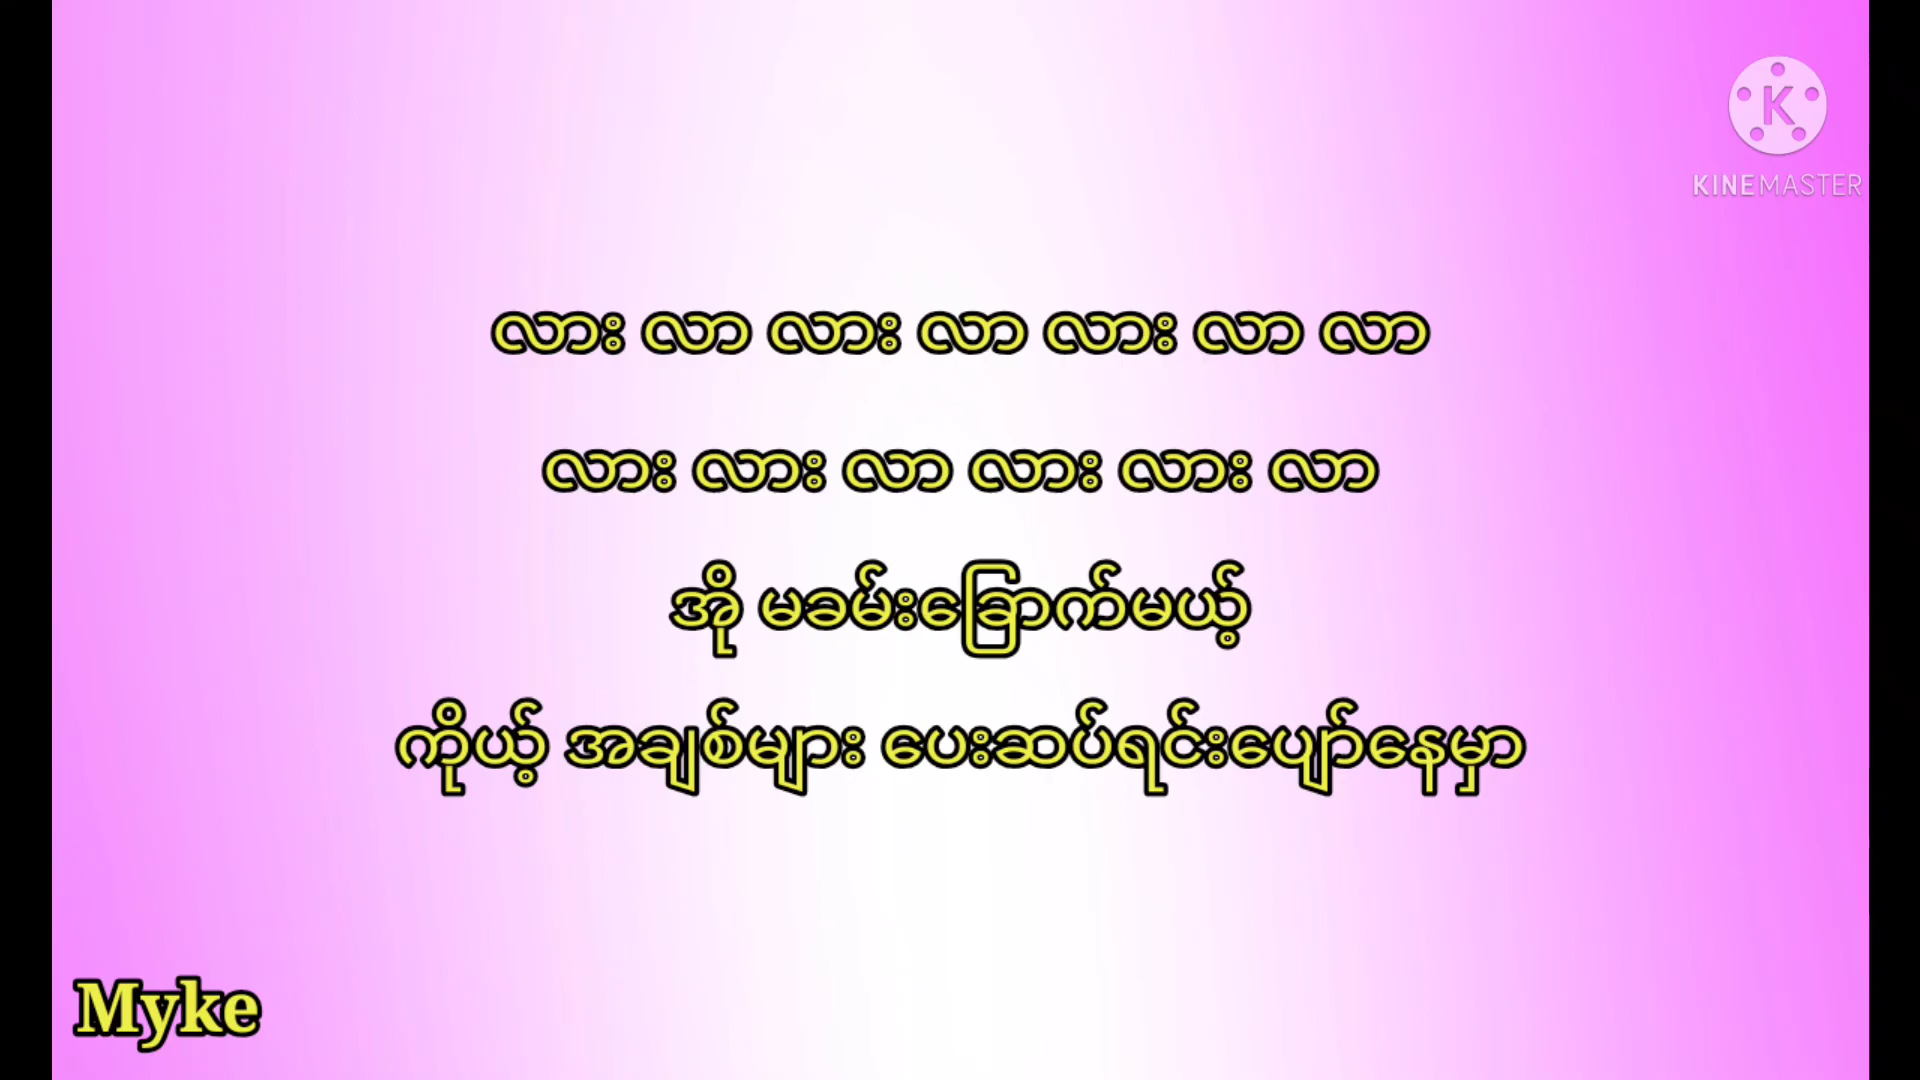 K
KINEMASTER
လား လာ လား လာ လား လာ လာ
လား လား လာ လား လား လာ
အို မခမ်းခြောက်မယ့်
ကိုယ့် အချစ်များ ပေးဆပ်ရင်းပျော်နေမှာ
Myke